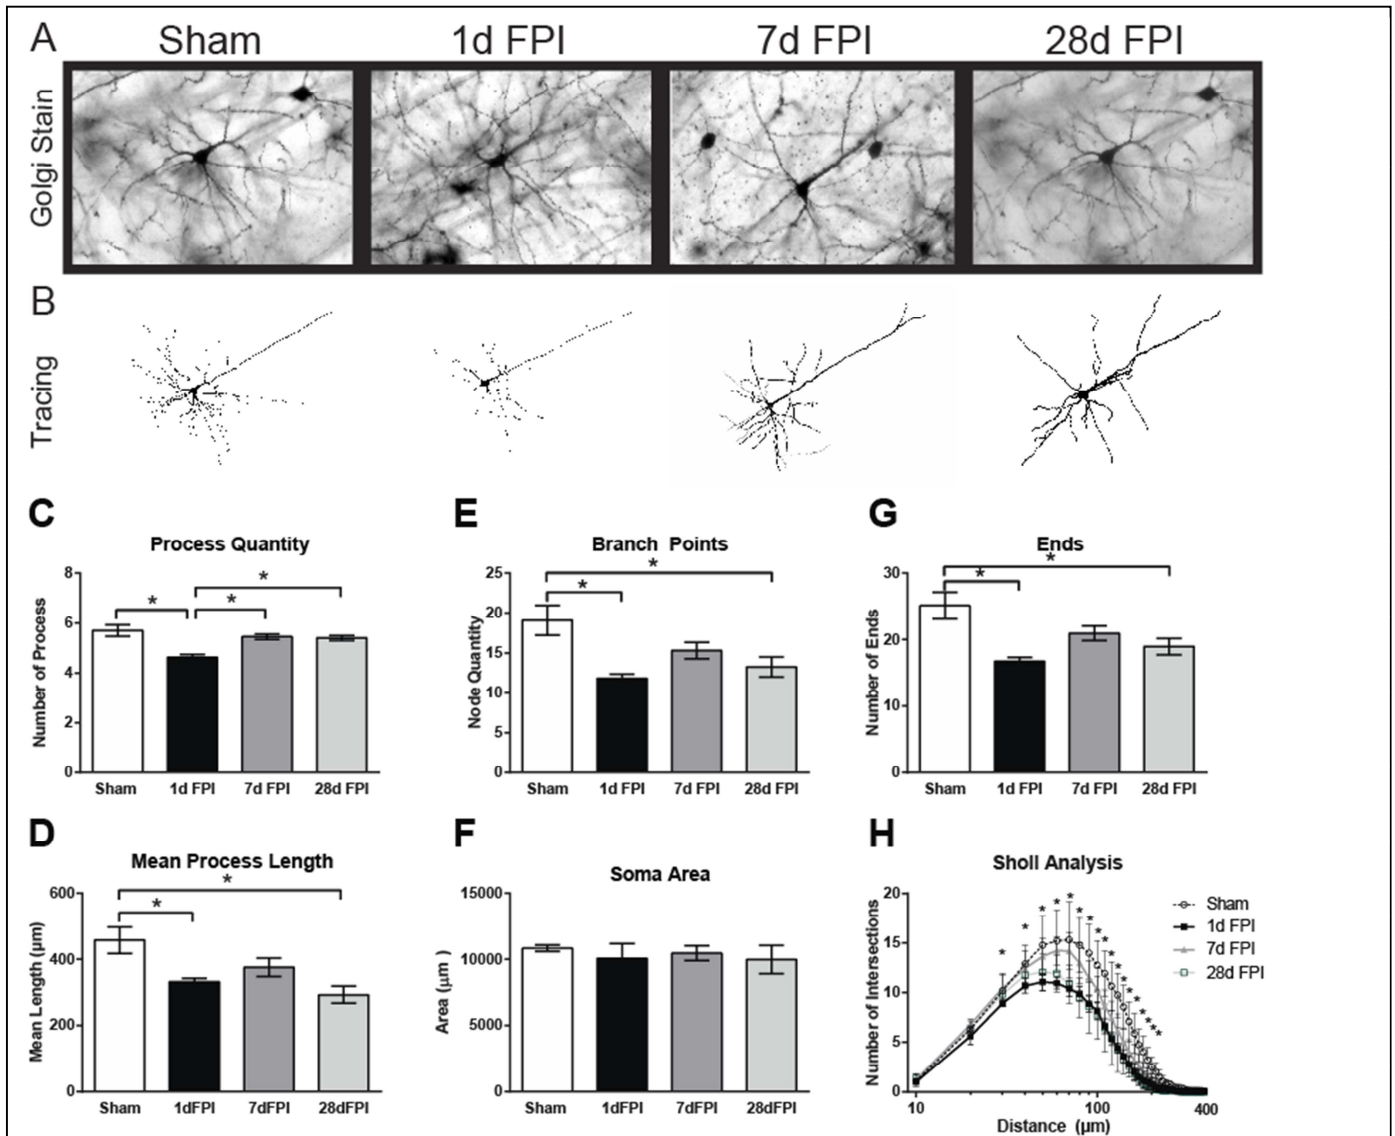 A Sham 1d FPI 7d FPI 28d FPI
Golgi Stain
B
Tracing
C
Process Quantity
*
* *
8
6
4
2
0
Number of Process
Sham 1d FPI 7d FPI 28d FPI
E
Branch Points
*
*
25
20
15
10
5
0
Node Quantity
Sham 1d FPI 7d FPI 28d FPI
G
Ends
*
*
30
20
10
0
Number of Ends
Sham 1d FPI 7d FPI 28d FPI
D
Mean Process Length
*
*
600
400
200
0
Mean Length (µm)
Sham 1dFPI 7dFPI 28dFPI
F
Soma Area
15000
10000
5000
0
Area (µm )
Sham 1dFPI 7dFPI 28dFPI
H
Sholl Analysis
20
15
10
5
0
Number of Intersections
* * * * * * * * * * * * * * * * *
Sham
1d FPI
7d FPI
28d FPI
10 100 400
Distance (µm)